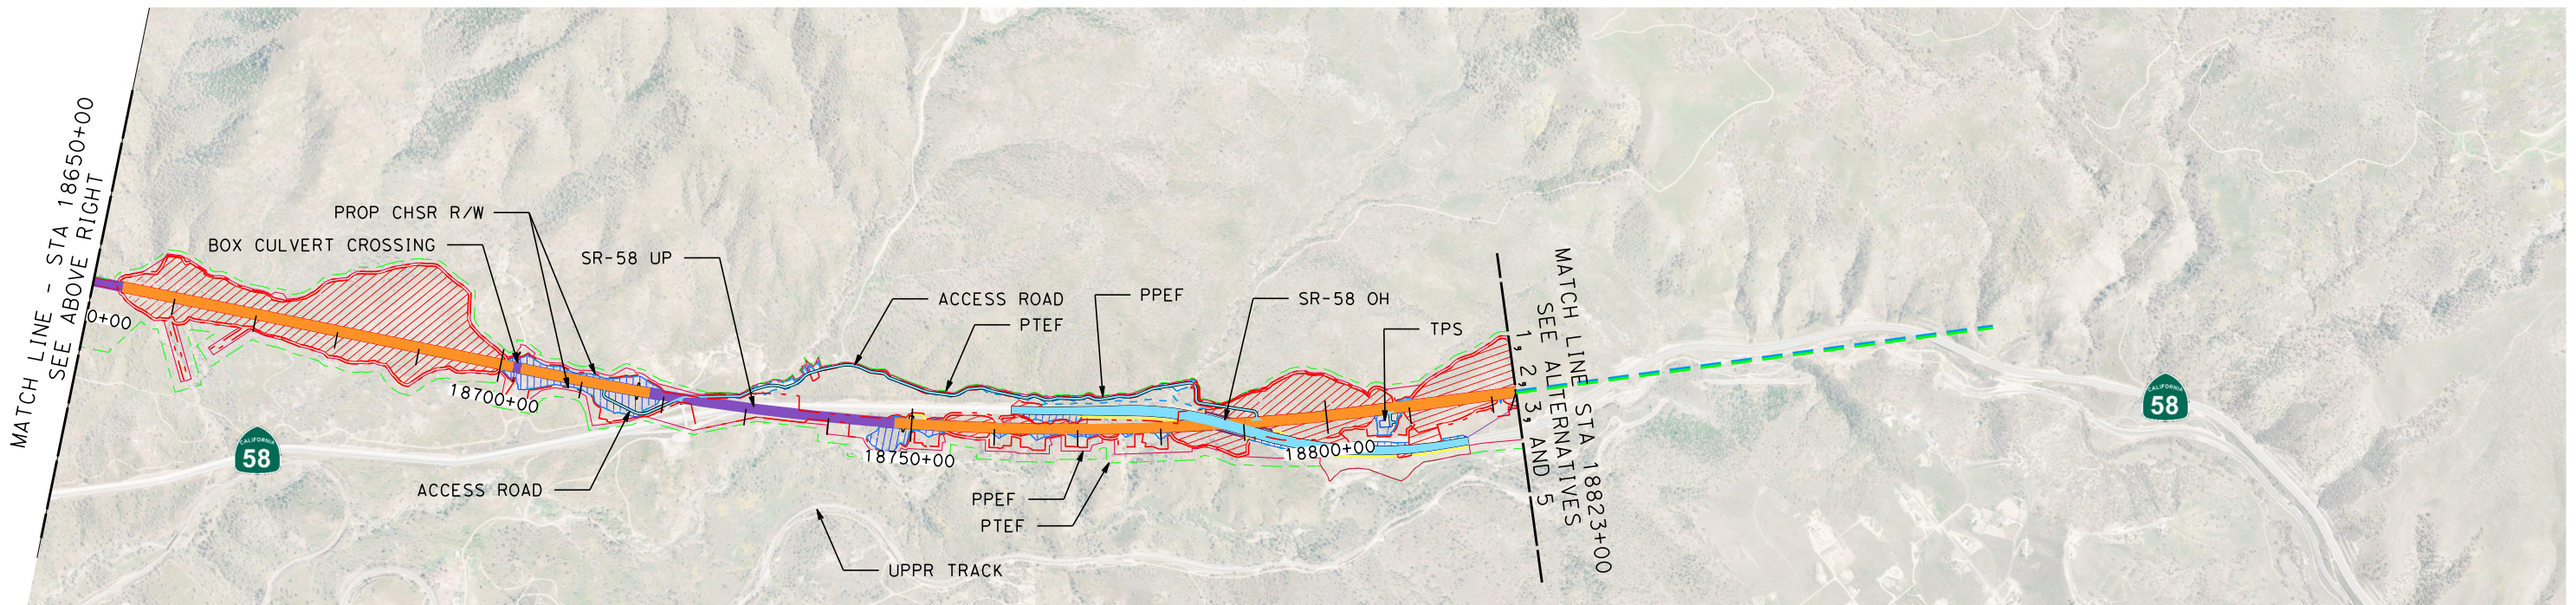 MATCH LINE - STA 18650+00
SEE ABOVE RIGHT
0+00
PROP CHSR R/W
BOX CULVERT CROSSING
SR-58 UP
ACCESS ROAD
PTEF
PPEF
SR-58 OH
TPS
MATCH LINE STA 18823+00
SEE ALTERNATIVES
1, 2, 3, AND 5
18700+00
18750+00
18800+00
CALIFORNIA
58
CALIFORNIA
58
ACCESS ROAD
PPEF
PTEF
UPPR TRACK